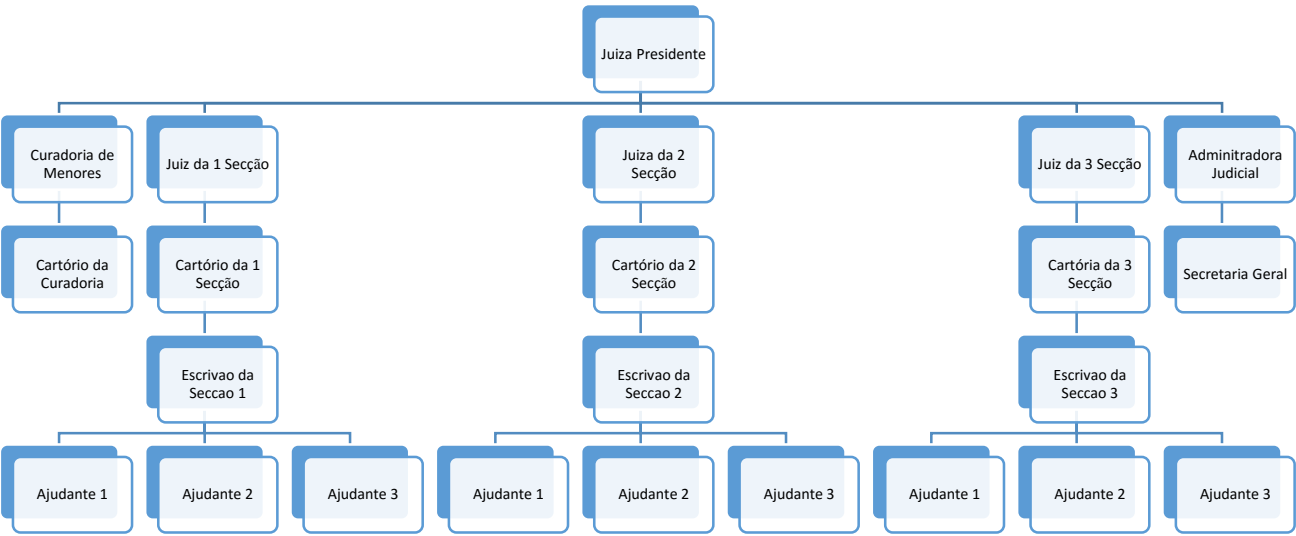 Juiza Presidente
Curadoria de
Menores
Juiz da 1 Secção
Juiza da 2
Secção
Juiz da 3 Secção
Adminitradora
Judicial
Cartório da
Curadoria
Cartório da 1
Secção
Cartório da 2
Secção
Cartória da 3
Secção
Secretaria Geral
Escrivao da
Seccao 1
Escrivao da
Seccao 2
Escrivao da
Seccao 3
Ajudante 1
Ajudante 2
Ajudante 3
Ajudante 1
Ajudante 2
Ajudante 3
Ajudante 1
Ajudante 2
Ajudante 3